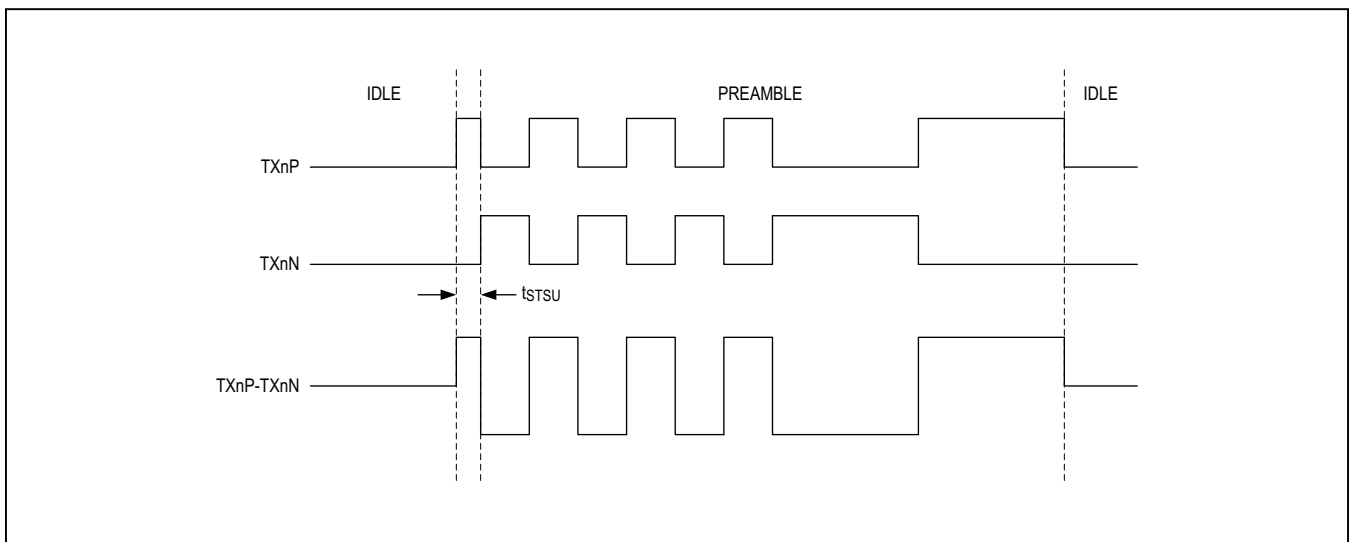 IDLE PREAMBLE IDLE
TXnP
TXnN
tSTSU
TXnP-TXnN